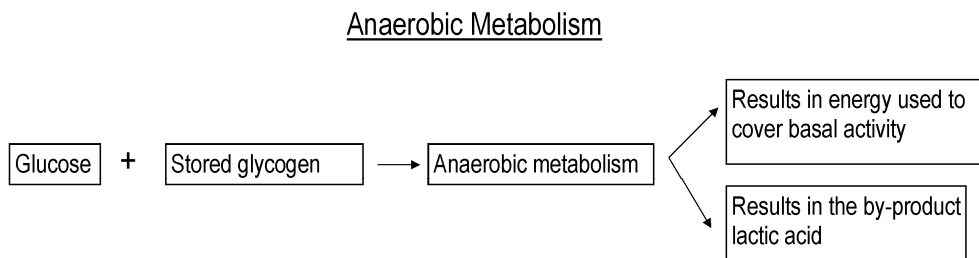 Anaerobic Metabolism
Glucose + Stored glycogen Anaerobic metabolism
Results in energy used to
cover basal activity
Results in the by-product
lactic acid